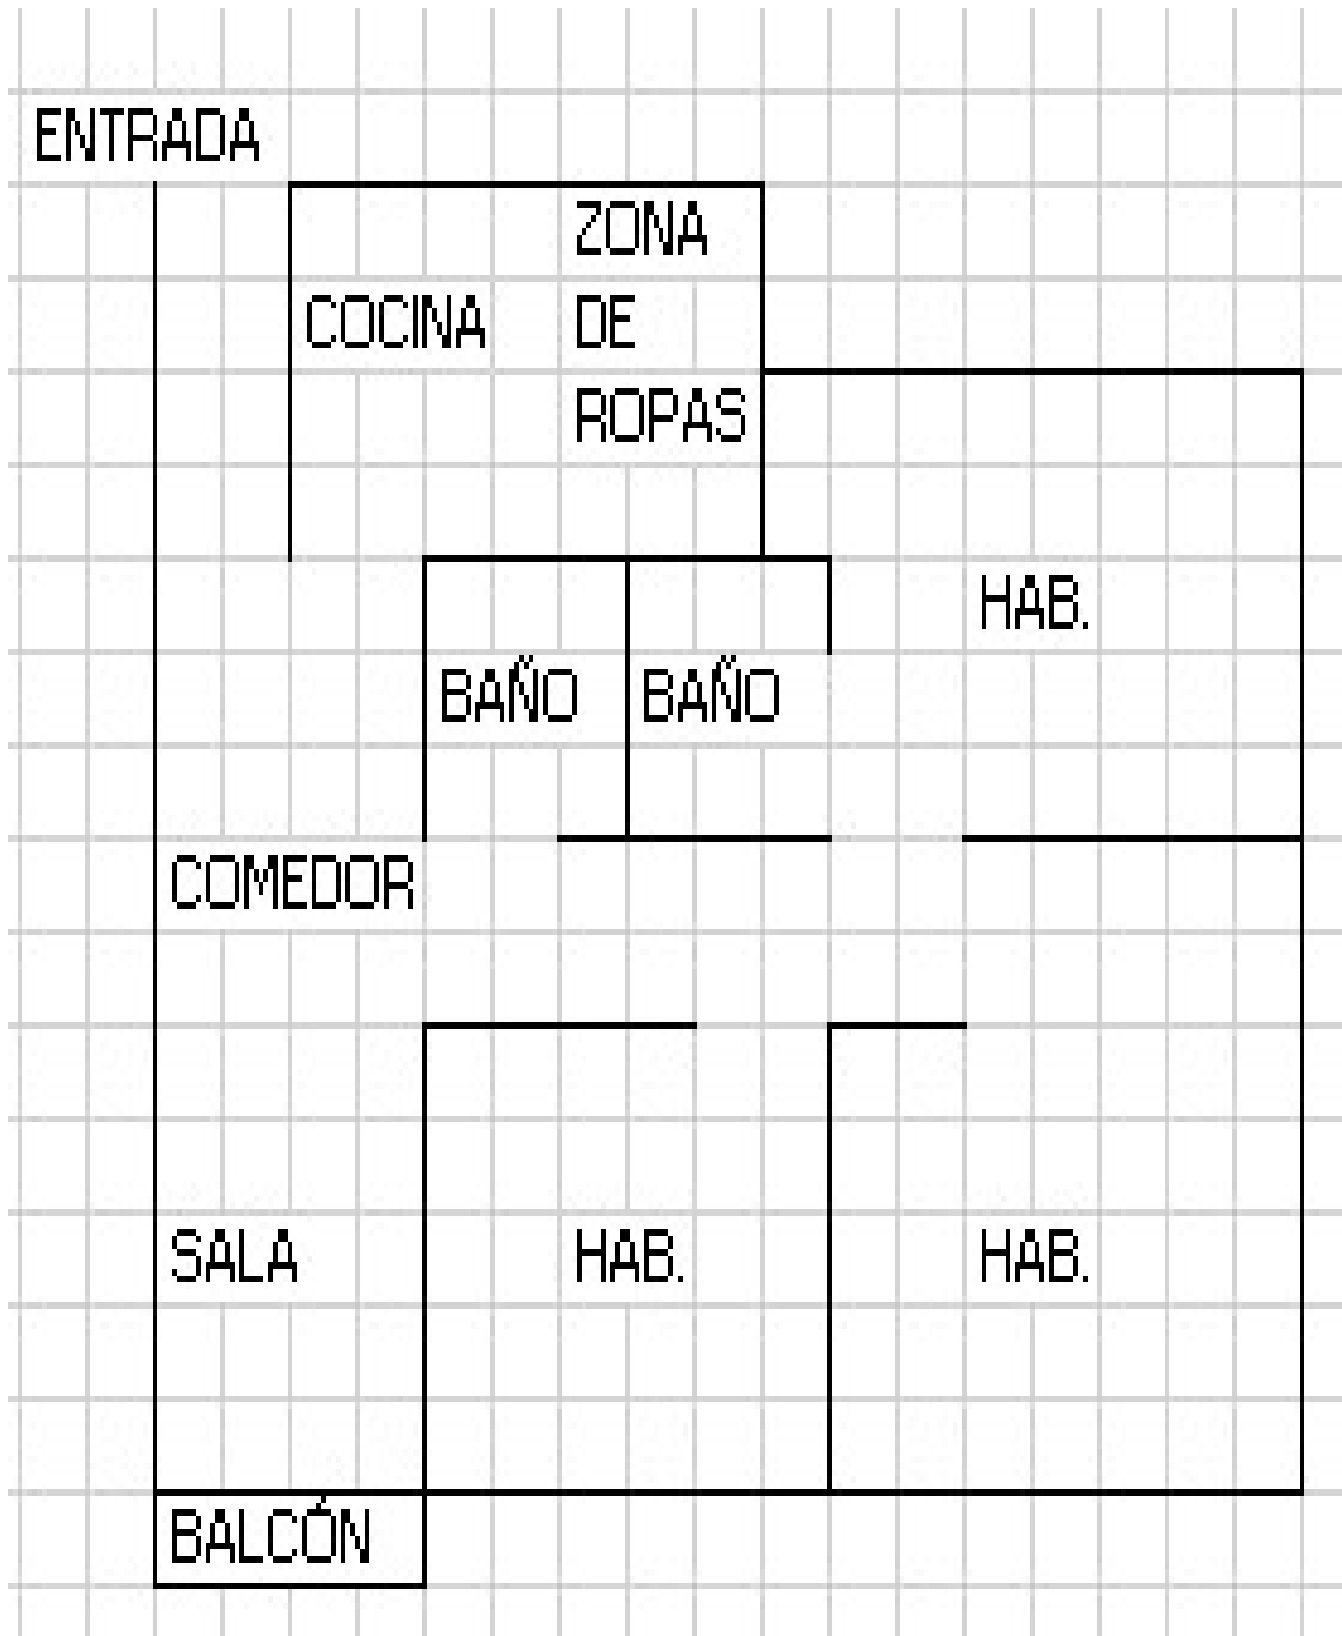 ENTRADA
ZONA
COCINA DE
ROPAS
HAB.
BAÑO BAÑO
COMEDOR
SALA HAB. HAB.
BALCÓN